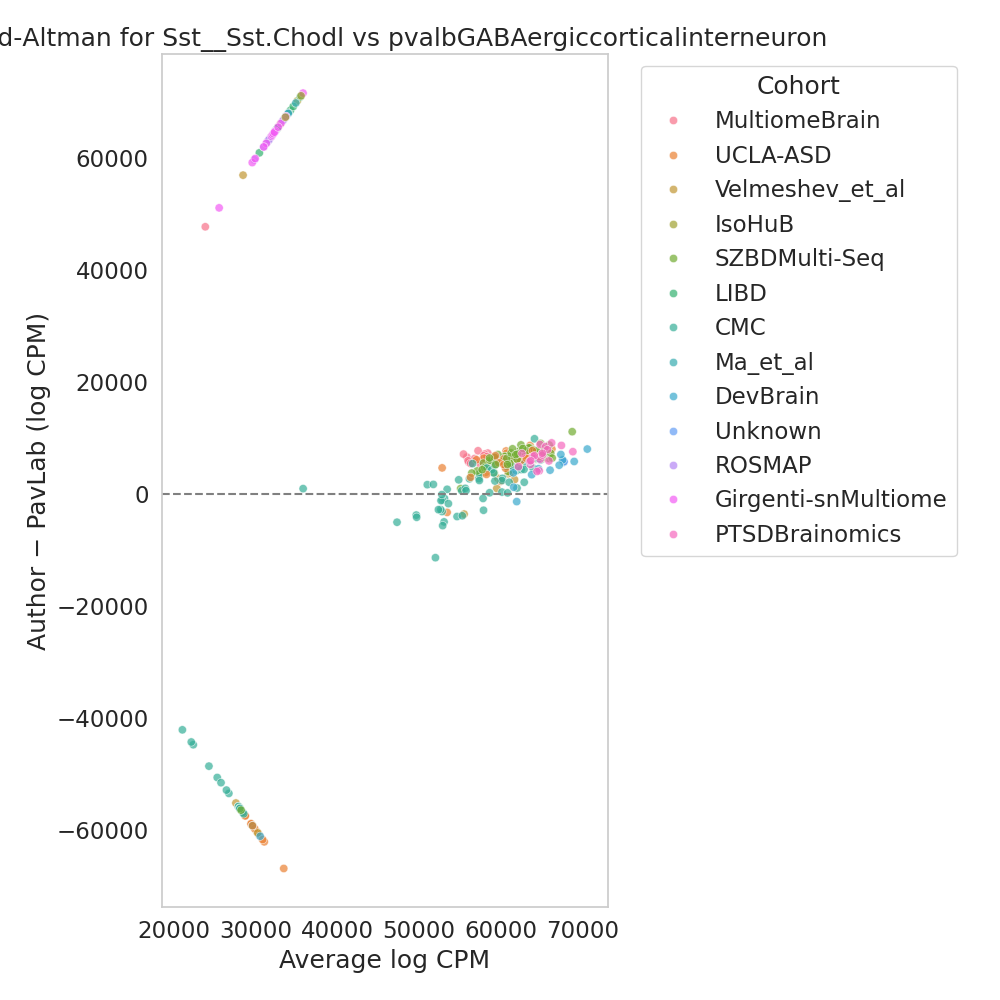 d-Altman for Sst__Sst.Chodl vs pvalbGABAergiccorticalinterneuron
Author − PavLab (log CPM)
60000
40000
20000
0
−20000
−40000
−60000
20000 30000 40000 50000 60000 70000
Average log CPM
Cohort
MultiomeBrain
UCLA-ASD
Velmeshev_et_al
IsoHuB
SZBDMulti-Seq
LIBD
CMC
Ma_et_al
DevBrain
Unknown
ROSMAP
Girgenti-snMultiome
PTSDBrainomics